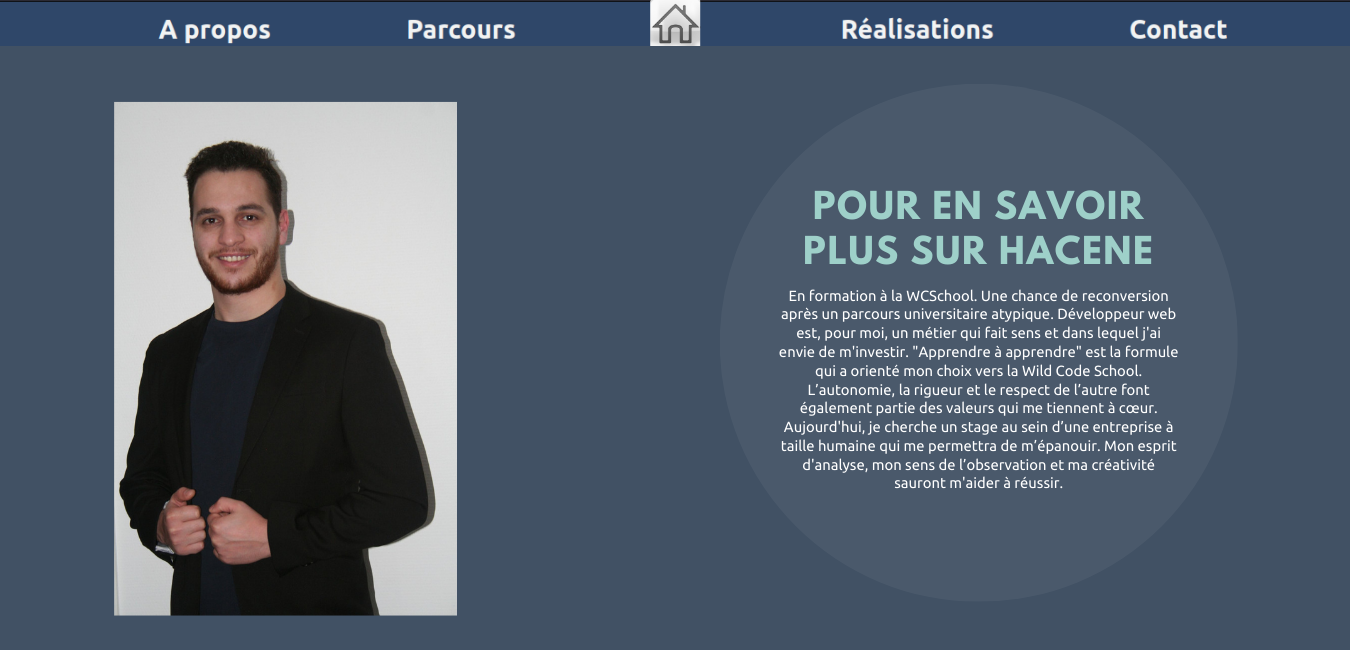 A propos
Parcours
Réalisations
Contact
POUR EN SAVOIR
PLUS SUR HACENE
En formation à la WCSchool. Une chance de reconversion
après un parcours universitaire atypique. Développeur web
est, pour moi, un métier qui fait sens et dans lequel j'ai
envie de m'investir. "Apprendre à apprendre" est la formule
qui a orienté mon choix vers la Wild Code School.
L’autonomie, la rigueur et le respect de l’autre font
également partie des valeurs qui me tiennent à cœur.
Aujourd'hui, je cherche un stage au sein d’une entreprise à
taille humaine qui me permettra de m’épanouir. Mon esprit
d'analyse, mon sens de l’observation et ma créativité
sauront m'aider à réussir.